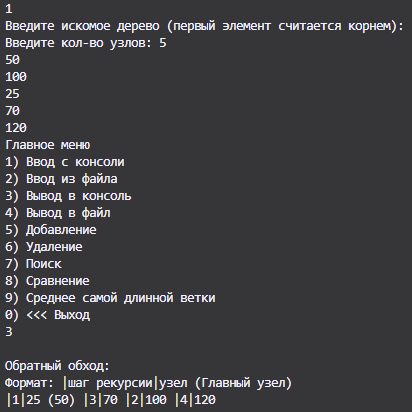 1
Введите искомое дерево (первый элемент считается корнем):
Введите кол-во узлов: 5
50
100
25
70
120
Главное меню
1) Ввод с консоли
2) Ввод из файла
3) Вывод в консоль
4) Вывод в файл
5) Добавление
6) Удаление
7) Поиск
8) Сравнение
9) Среднее самой длинной ветки
0) <<< Выход
3
Обратный обход:
Формат: |шаг рекурсии|узел (Главный узел)
|1|25 (50) |3|70 |2|100 |4|120